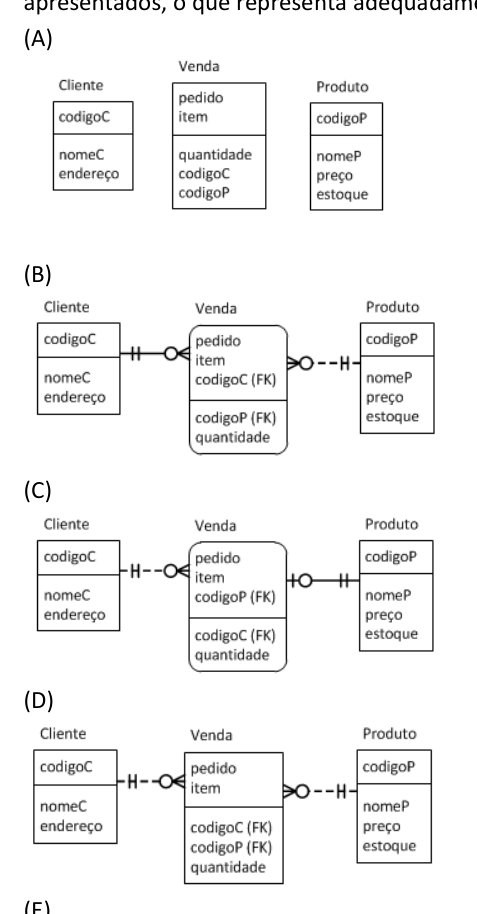 apresentados, o que representa adequadame
(A)
Cliente
codigoC
nomeC
endereço
Venda
pedido
item
quantidade
codigoC
codigoP
Produto
codigoP
nomeP
preço
estoque
(B)
Cliente
codigoC
nomeC
endereço
Venda
pedido
item
codigoC (FK)
codigoP (FK)
quantidade
Produto
codigoP
nomeP
preço
estoque
(C)
Cliente
codigoC
nomeC
endereço
Venda
pedido
item
codigoP (FK)
codigoC (FK)
quantidade
Produto
codigoP
nomeP
preço
estoque
(D)
Cliente
codigoC
nomeC
endereço
Venda
pedido
item
codigoC (FK)
codigoP (FK)
quantidade
Produto
codigoP
nomeP
preço
estoque
(E)